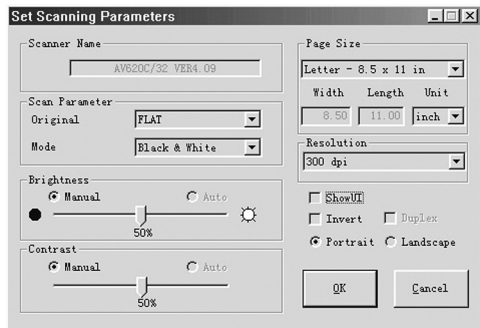 Set Scanning Parameters
Scanner Name
AV620C/32 VER4.09
Scan Parameter
Original FLAT
Mode Black & White
Brightness
Manual Auto
50%
Contrast
Manual Auto
50%
Page Size
Letter - 8.5 x 11 in
Width Length Unit
8.50 11.00 inch
Resolution
300 dpi
ShowUI
Invert Duplex
Portrait Landscape
OK Cancel